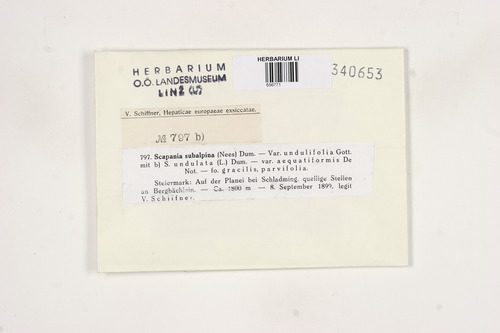 HERBARIUM
O.Ö. LANDESMUSEUM
LINZ (LI)
HERBARIUM LI
340653
V. Schiffner, Hepaticae europaeae exsiccatae.
№ 797 b)
797. Scapania subalpina (Nees) Dum. — Var. undulifolia Gott.
mit b) S. undulata (L.) Dum. — var. aequatiformis De
Not. — fo. gracilis, parvifolia.
Steiermark: Auf der Planei bei Schladming, quellige Stellen
an Bergbächlein. — Ca. 1800 m — 8. September 1899, legit
V. Schiffner.